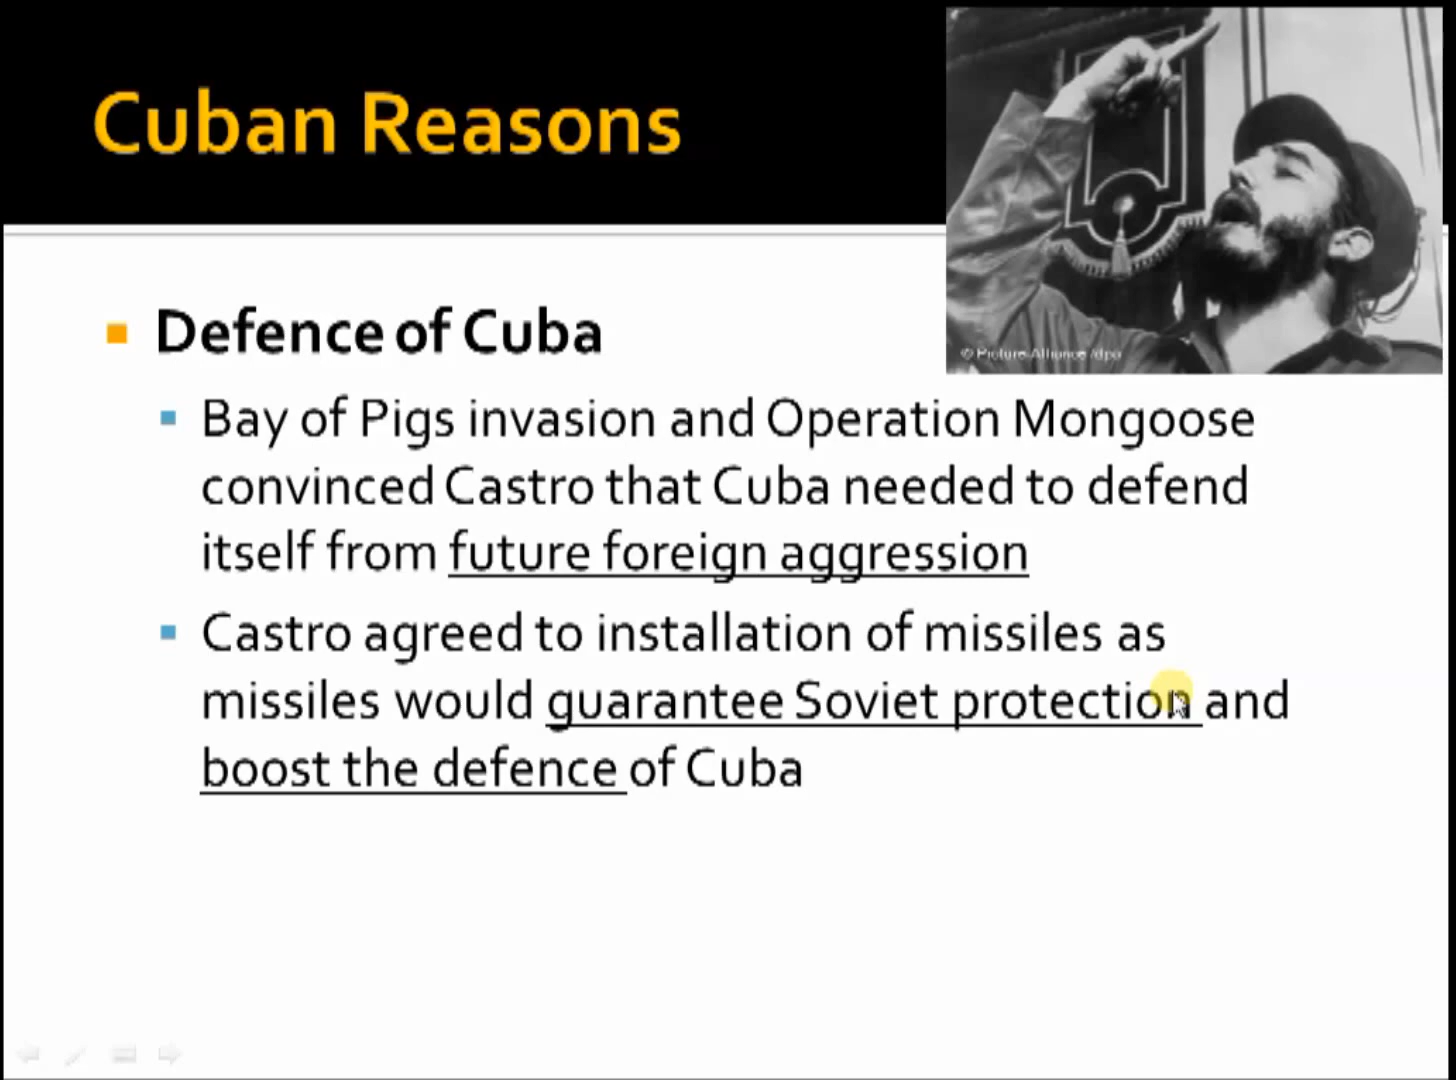 Cuban Reasons
© Picture-Alliance /dpa
Defence of Cuba
Bay of Pigs invasion and Operation Mongoose
convinced Castro that Cuba needed to defend
itself from future foreign aggression
Castro agreed to installation of missiles as
missiles would guarantee Soviet protection and
boost the defence of Cuba